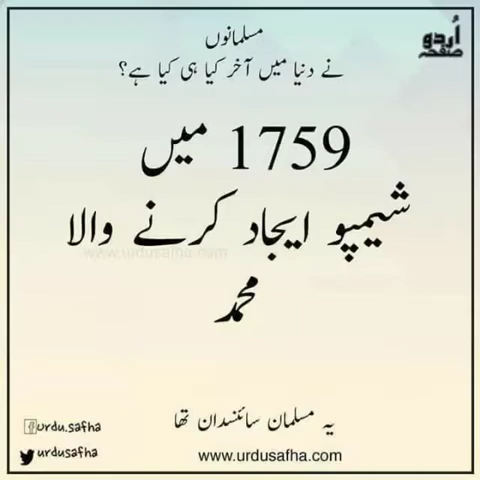 اُردو
صفحہ
مسلمانوں
نے دنیا میں آخر کیا ہی کیا ہے؟
1759 میں
شیمپو ایجاد کرنے والا
www.urdusafha.com
محمد
یہ مسلمان سائنسدان تھا
urdu.safha
urdusafha
www.urdusafha.com